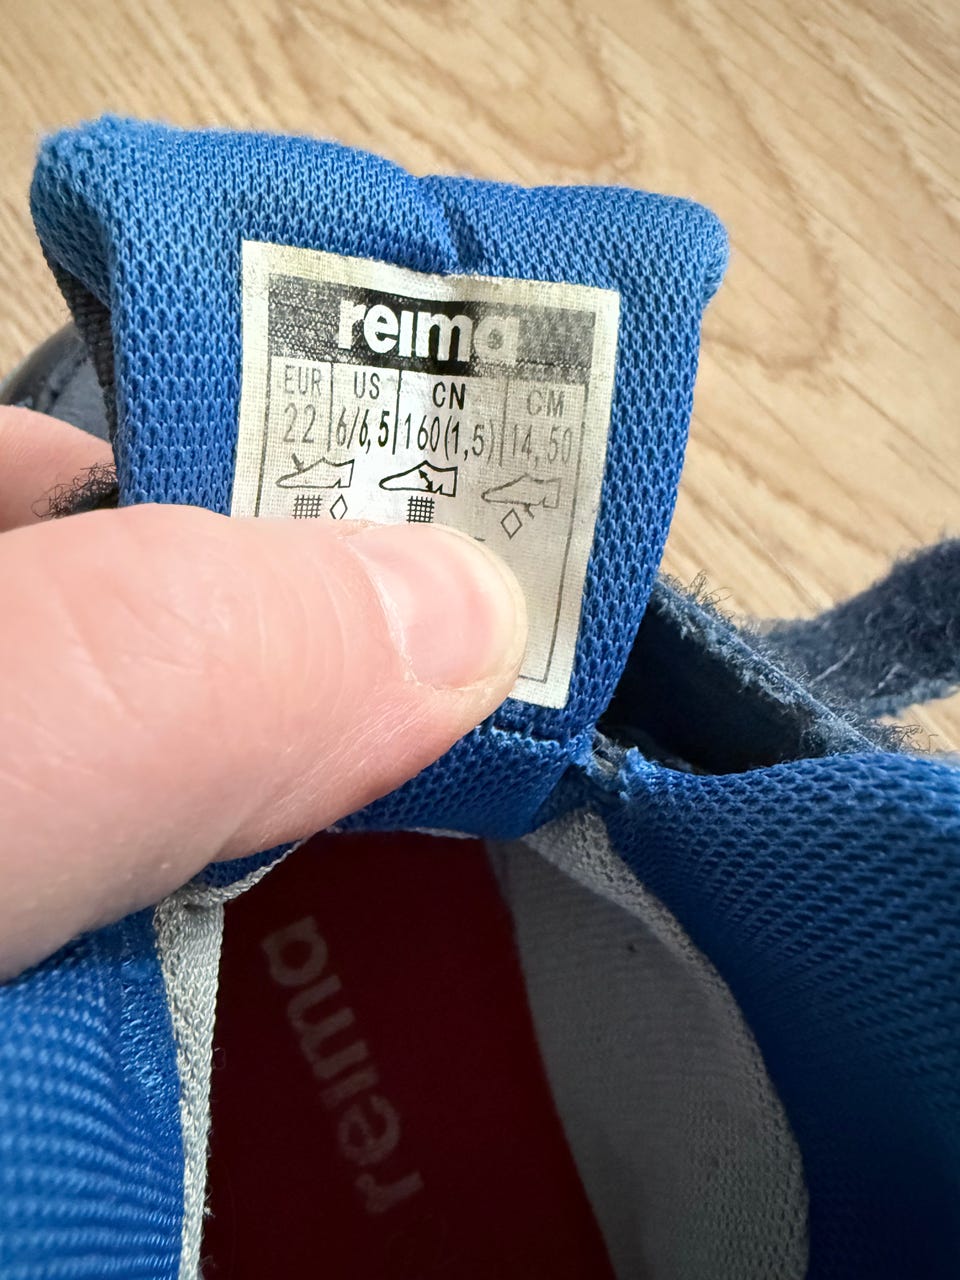 reima
EUR US CN CM
22 6/6,5 160(1,5) 14,50
reima